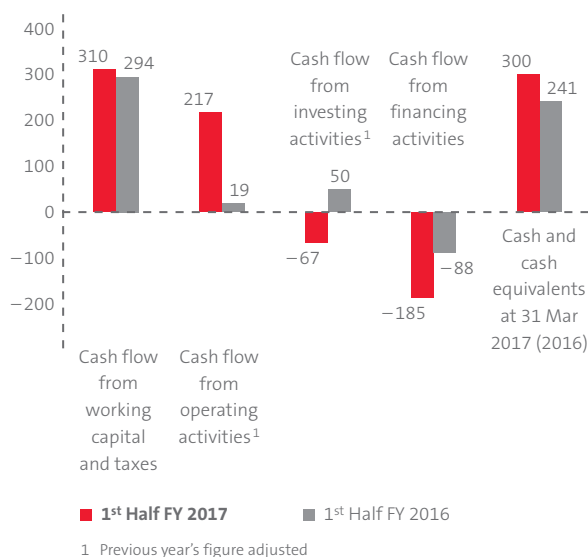 400
300
200
100
0
−100
−200
310
294
217
19
Cash flow
from
investing
activities1
50
−67
Cash flow
from
financing
activities
−185
−88
300
241
Cash and
cash
equivalents
at 31 Mar
2017 (2016)
Cash flow
from
working
capital
and taxes
Cash flow
from
operating
activities1
1st Half FY 2017
1st Half FY 2016
1 Previous year’s figure adjusted